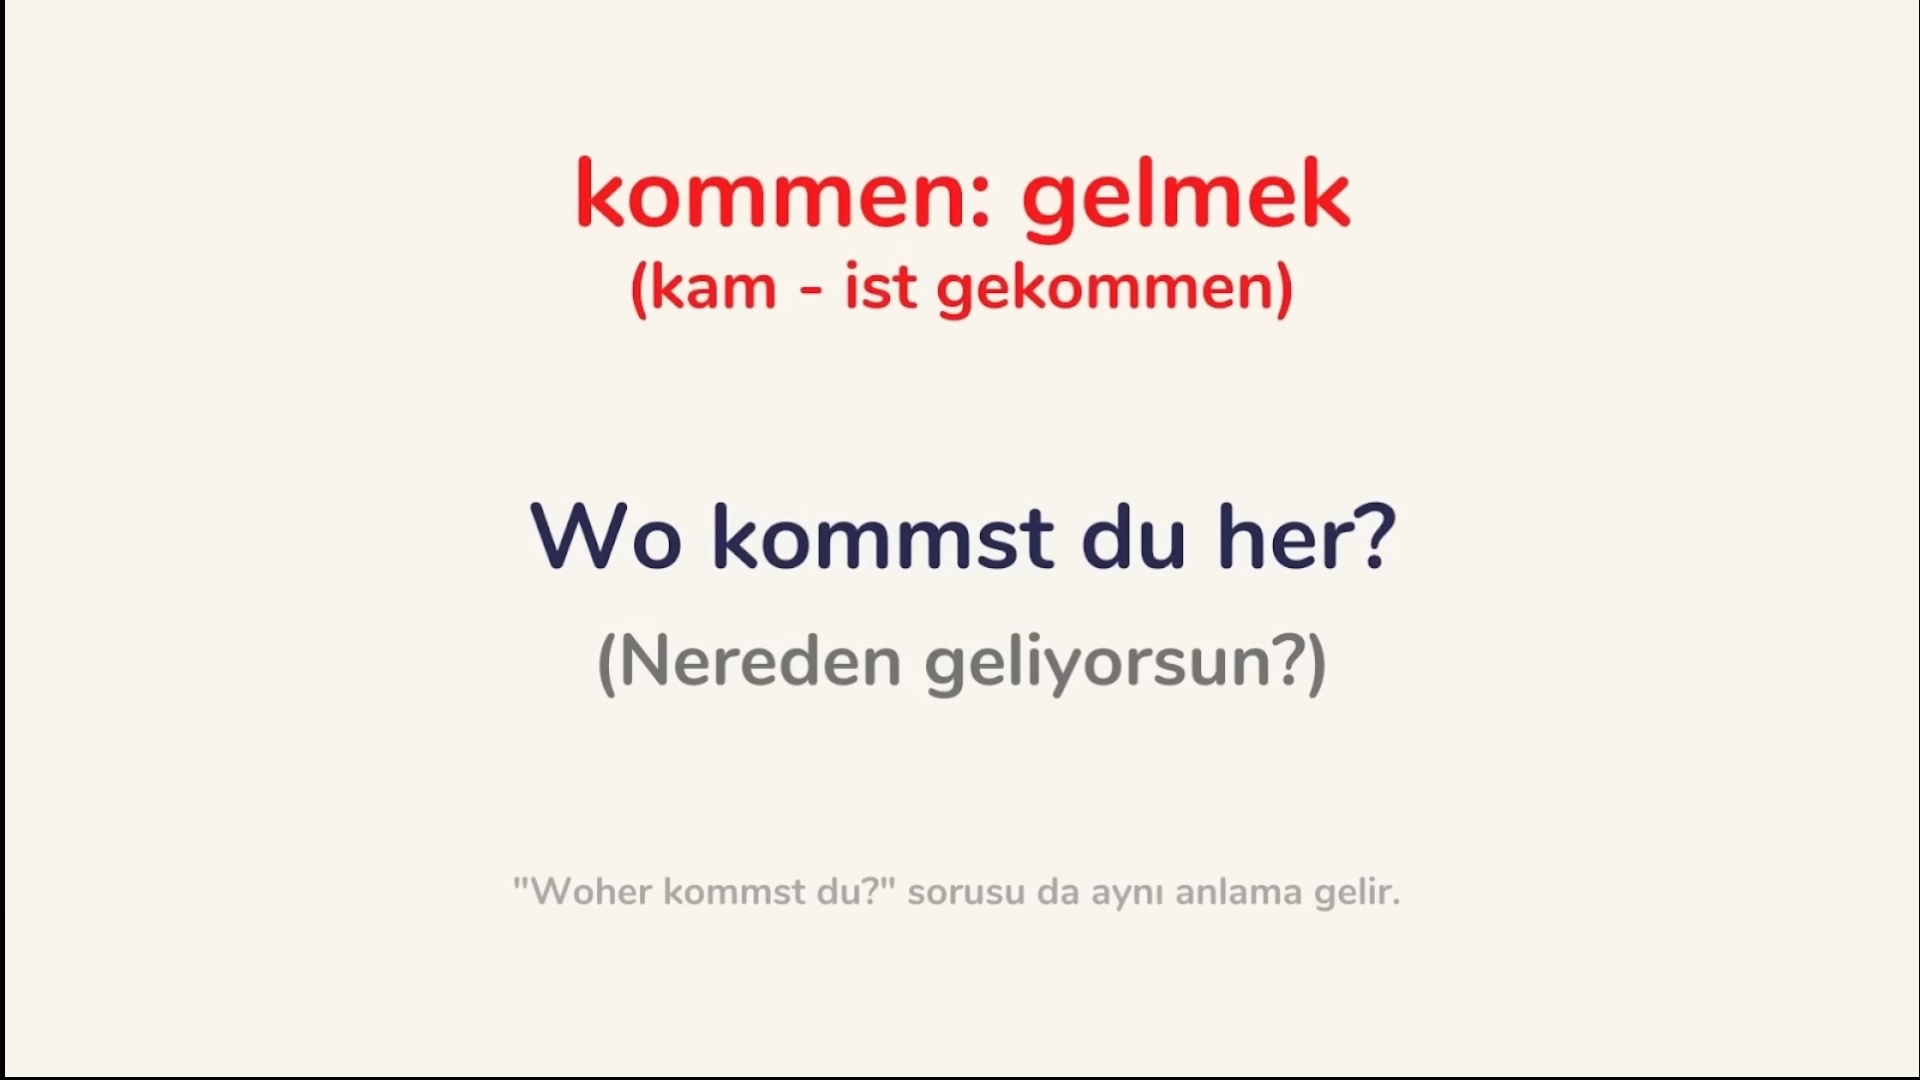 kommen: gelmek
(kam - ist gekommen)
Wo kommst du her?
(Nereden geliyorsun?)
"Woher kommst du?" sorusu da aynı anlama gelir.